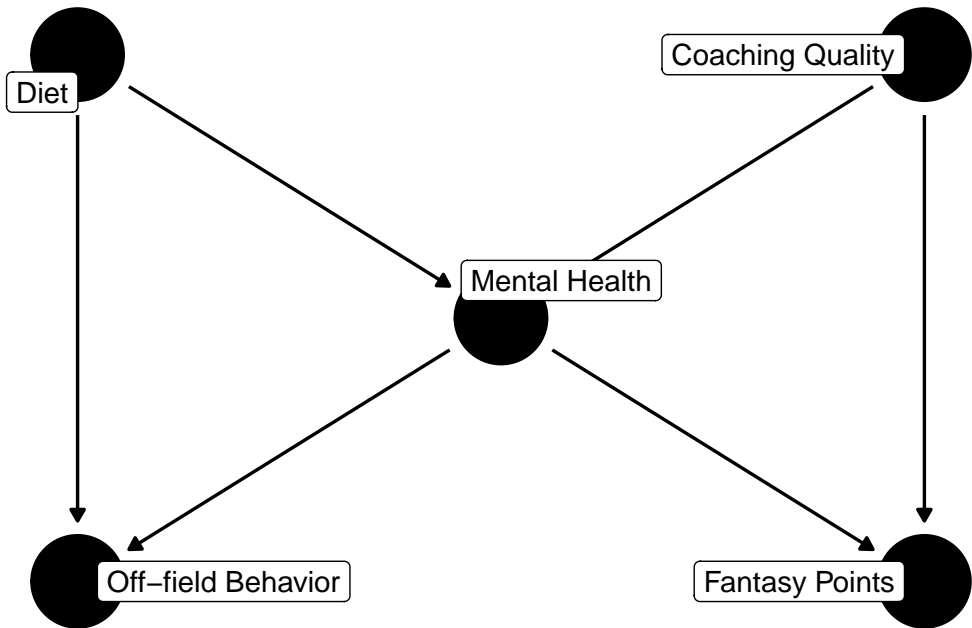 Coaching Quality
Diet
Mental Health
Off−field Behavior
Fantasy Points